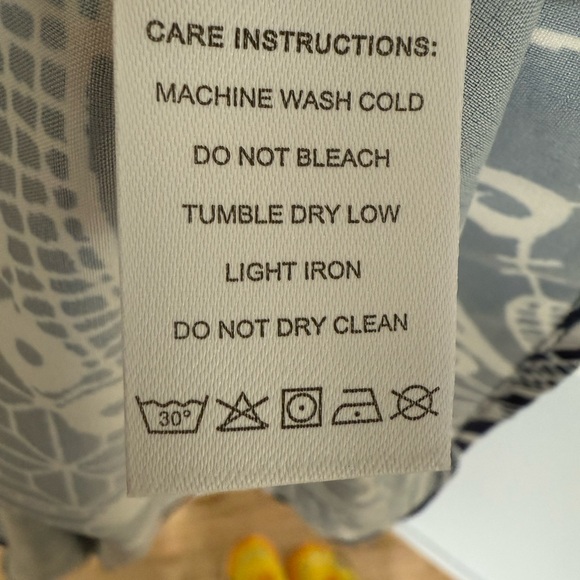 CARE INSTRUCTIONS:
MACHINE WASH COLD
DO NOT BLEACH
TUMBLE DRY LOW
LIGHT IRON
DO NOT DRY CLEAN
30°